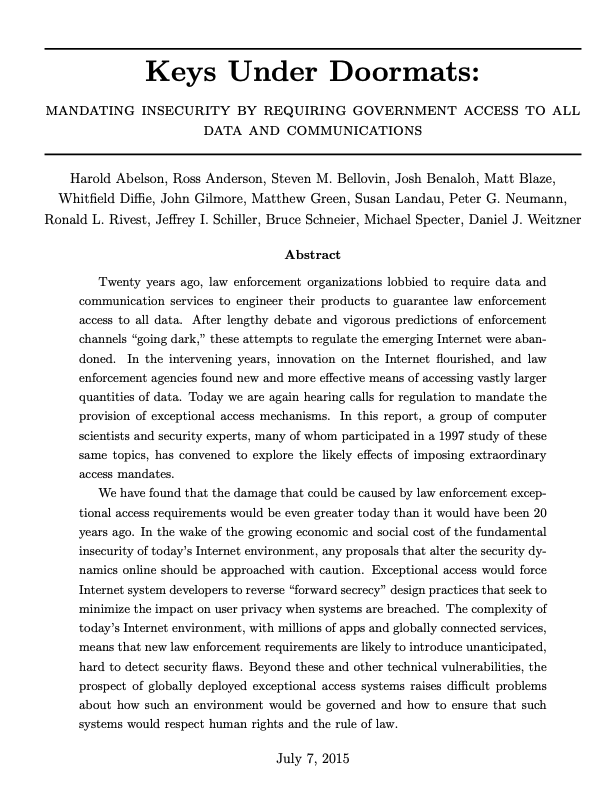 Keys Under Doormats:
MANDATING INSECURITY BY REQUIRING GOVERNMENT ACCESS TO ALL
DATA AND COMMUNICATIONS
Harold Abelson, Ross Anderson, Steven M. Bellovin, Josh Benaloh, Matt Blaze,
Whitfield Diffie, John Gilmore, Matthew Green, Susan Landau, Peter G. Neumann,
Ronald L. Rivest, Jeffrey I. Schiller, Bruce Schneier, Michael Specter, Daniel J. Weitzner
Abstract
Twenty years ago, law enforcement organizations lobbied to require data and
communication services to engineer their products to guarantee law enforcement
access to all data. After lengthy debate and vigorous predictions of enforcement
channels “going dark,” these attempts to regulate the emerging Internet were aban-
doned. In the intervening years, innovation on the Internet flourished, and law
enforcement agencies found new and more effective means of accessing vastly larger
quantities of data. Today we are again hearing calls for regulation to mandate the
provision of exceptional access mechanisms. In this report, a group of computer
scientists and security experts, many of whom participated in a 1997 study of these
same topics, has convened to explore the likely effects of imposing extraordinary
access mandates.
We have found that the damage that could be caused by law enforcement excep-
tional access requirements would be even greater today than it would have been 20
years ago. In the wake of the growing economic and social cost of the fundamental
insecurity of today’s Internet environment, any proposals that alter the security dy-
namics online should be approached with caution. Exceptional access would force
Internet system developers to reverse “forward secrecy” design practices that seek to
minimize the impact on user privacy when systems are breached. The complexity of
today’s Internet environment, with millions of apps and globally connected services,
means that new law enforcement requirements are likely to introduce unanticipated,
hard to detect security flaws. Beyond these and other technical vulnerabilities, the
prospect of globally deployed exceptional access systems raises difficult problems
about how such an environment would be governed and how to ensure that such
systems would respect human rights and the rule of law.
July 7, 2015